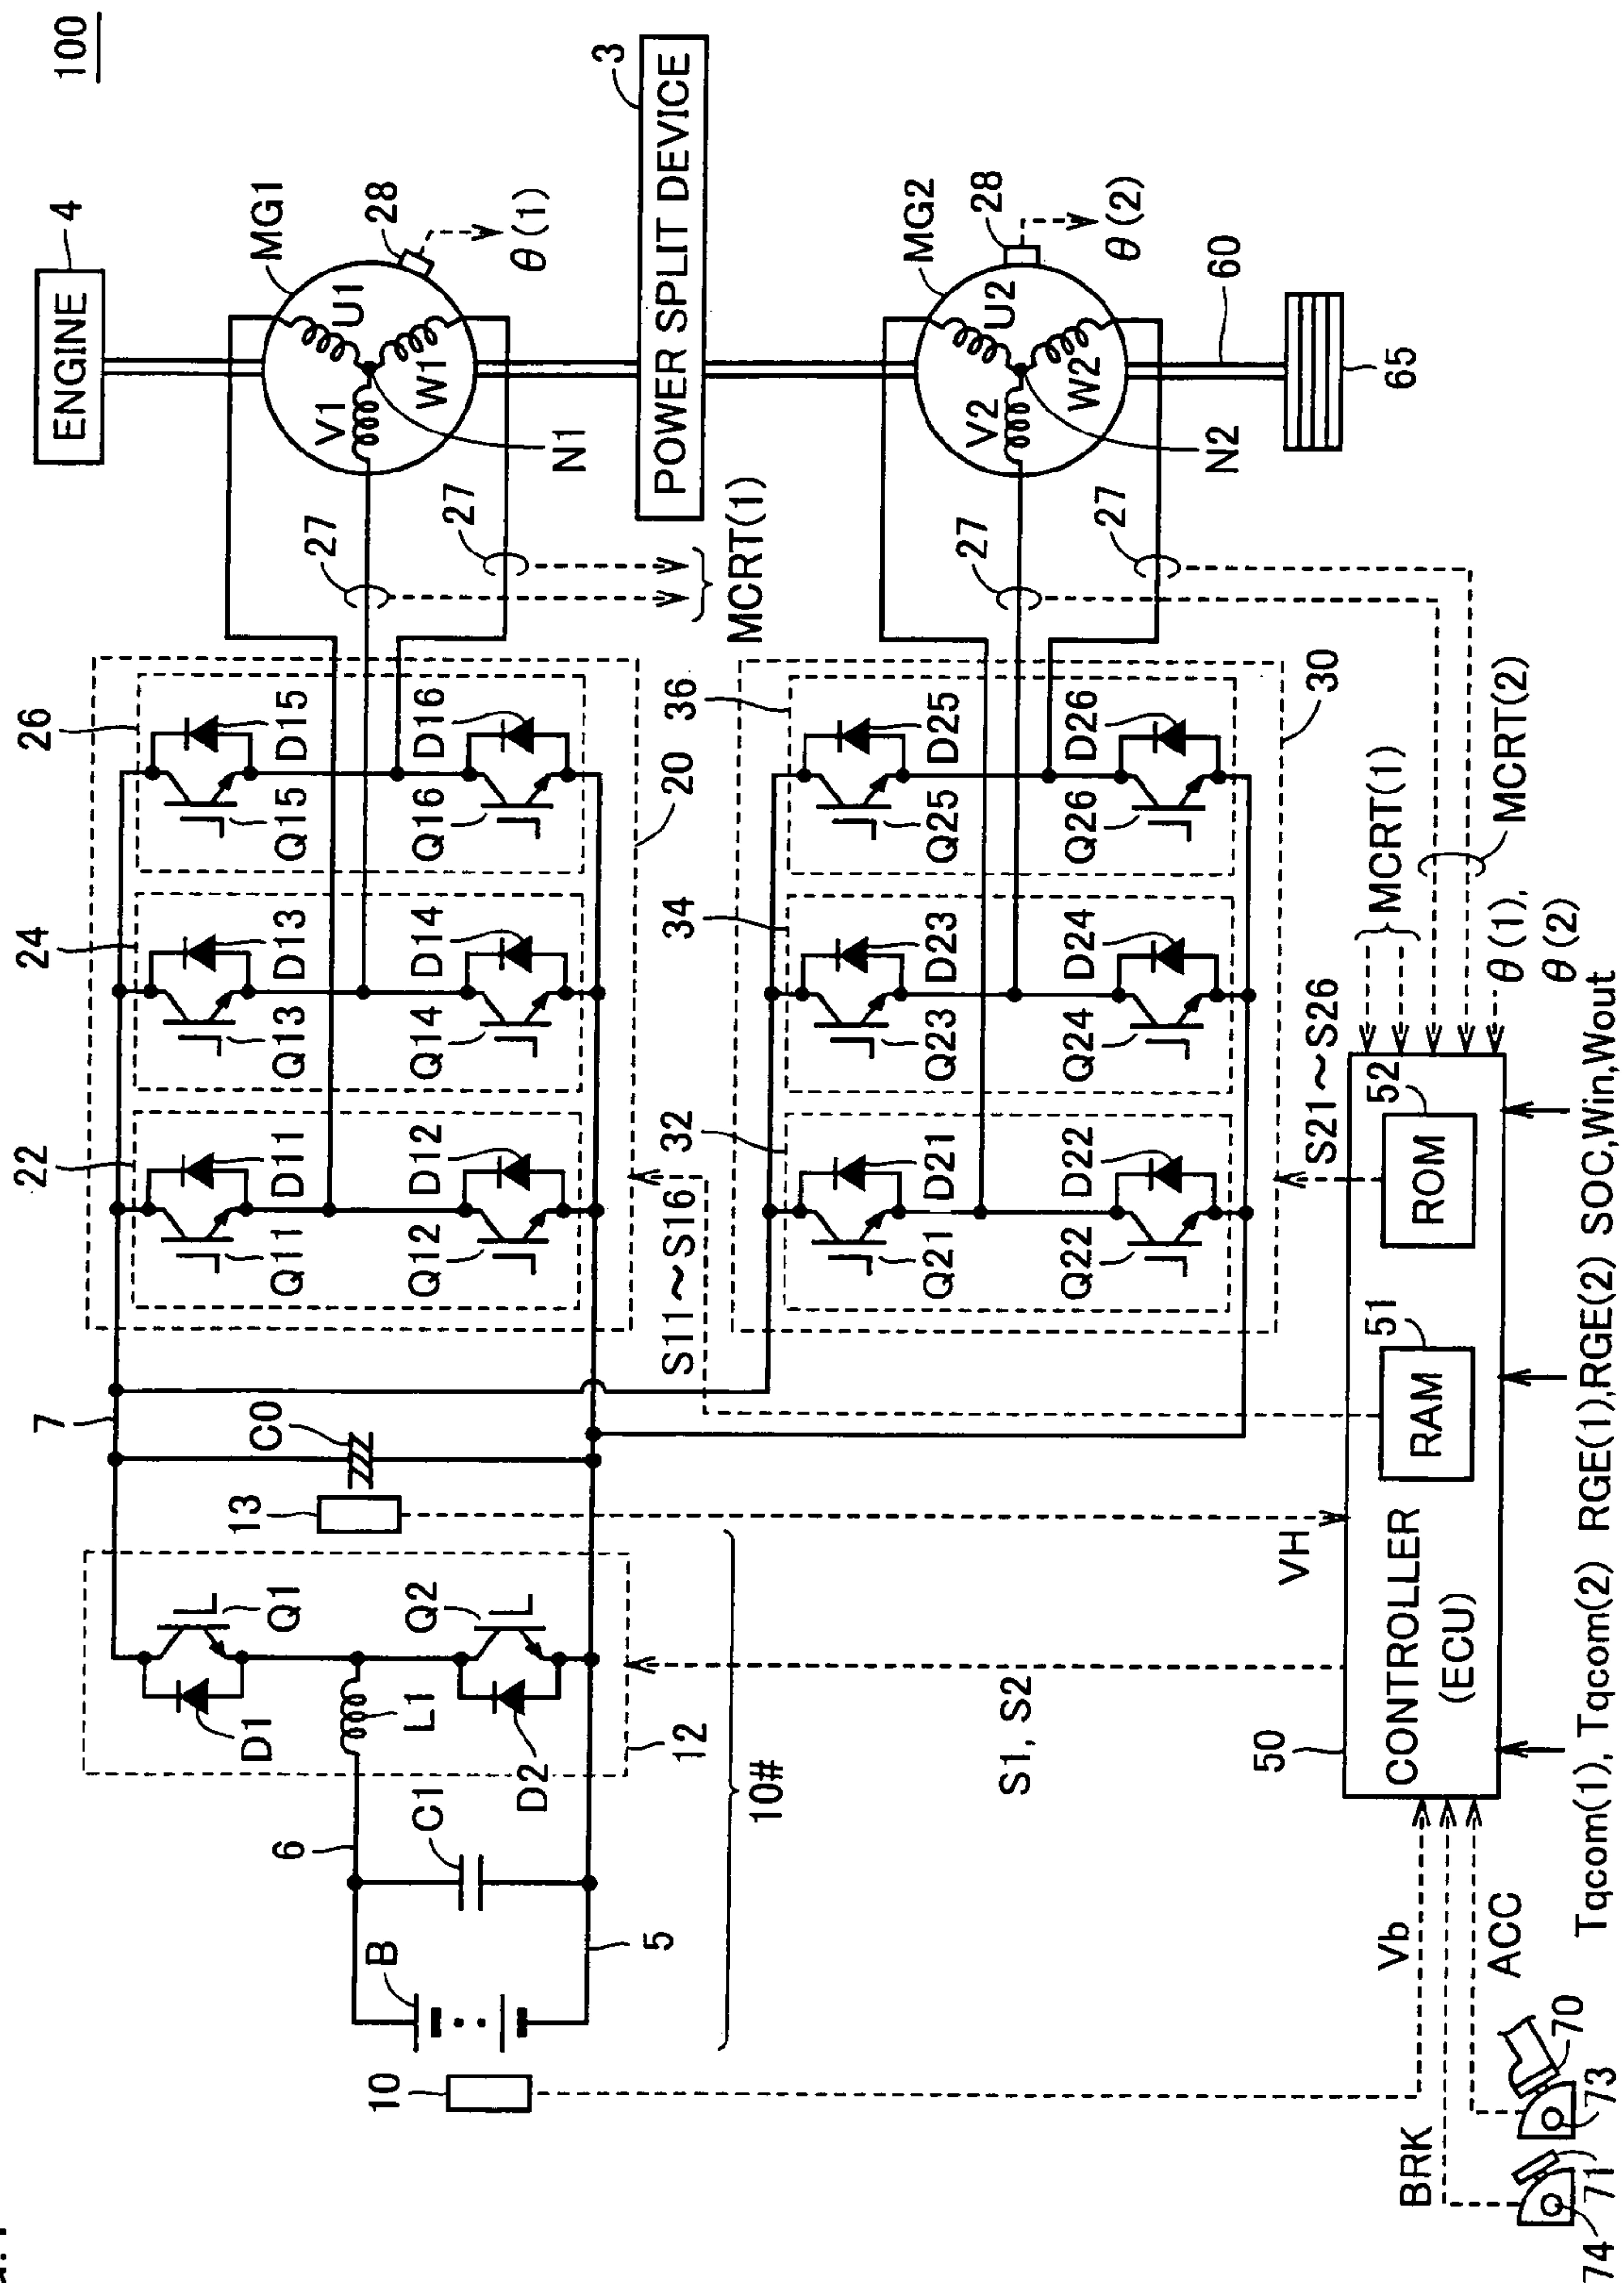 100
ENGINE
4
MG1
28
θ(1)
U1
V1
W1
N1
27
27
MCRT(1)
3
POWER SPLIT DEVICE
MG2
28
θ(2)
U2
V2
W2
N2
60
65
27
27
26
D15
Q15
D16
Q16
20
24
D13
Q13
D14
Q14
22
D11
Q11
D12
Q12
S11~S16
36
D25
Q25
D26
Q26
30
34
D23
Q23
D24
Q24
32
D21
Q21
D22
Q22
S21~S26
7
C0
13
Q1
D1
Q2
D2
L1
12
6
C1
B
5
10
10#
VH
S1, S2
MCRT(1)
MCRT(2)
θ(1),
θ(2)
50
CONTROLLER
(ECU)
RAM
51
ROM
52
Vb
BRK
ACC
70
73
71
74
Tqcom(1), Tqcom(2)
RGE(1),RGE(2)
SOC,Win,Wout